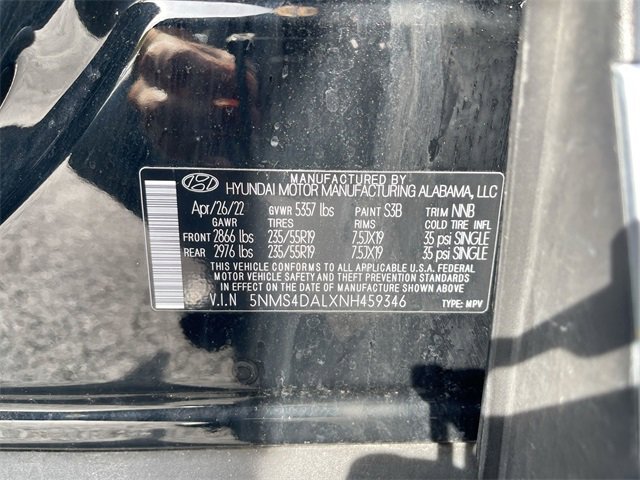 MANUFACTURED BY
HYUNDAI MOTOR MANUFACTURING ALABAMA, LLC
Apr/26/22 GVWR 5357 lbs PAINT S3B TRIM NNB
GAWR TIRES RIMS COLD TIRE INFL
FRONT 2866 lbs 235/55R19 7.5JX19 35 psi SINGLE
REAR 2976 lbs 235/55R19 7.5JX19 35 psi SINGLE
THIS VEHICLE CONFORMS TO ALL APPLICABLE U.S.A. FEDERAL
MOTOR VEHICLE SAFETY AND THEFT PREVENTION STANDARDS
IN EFFECT ON THE DATE OF MANUFACTURE SHOWN ABOVE.
V.I.N 5NMS4DALXNH459346 TYPE: MPV